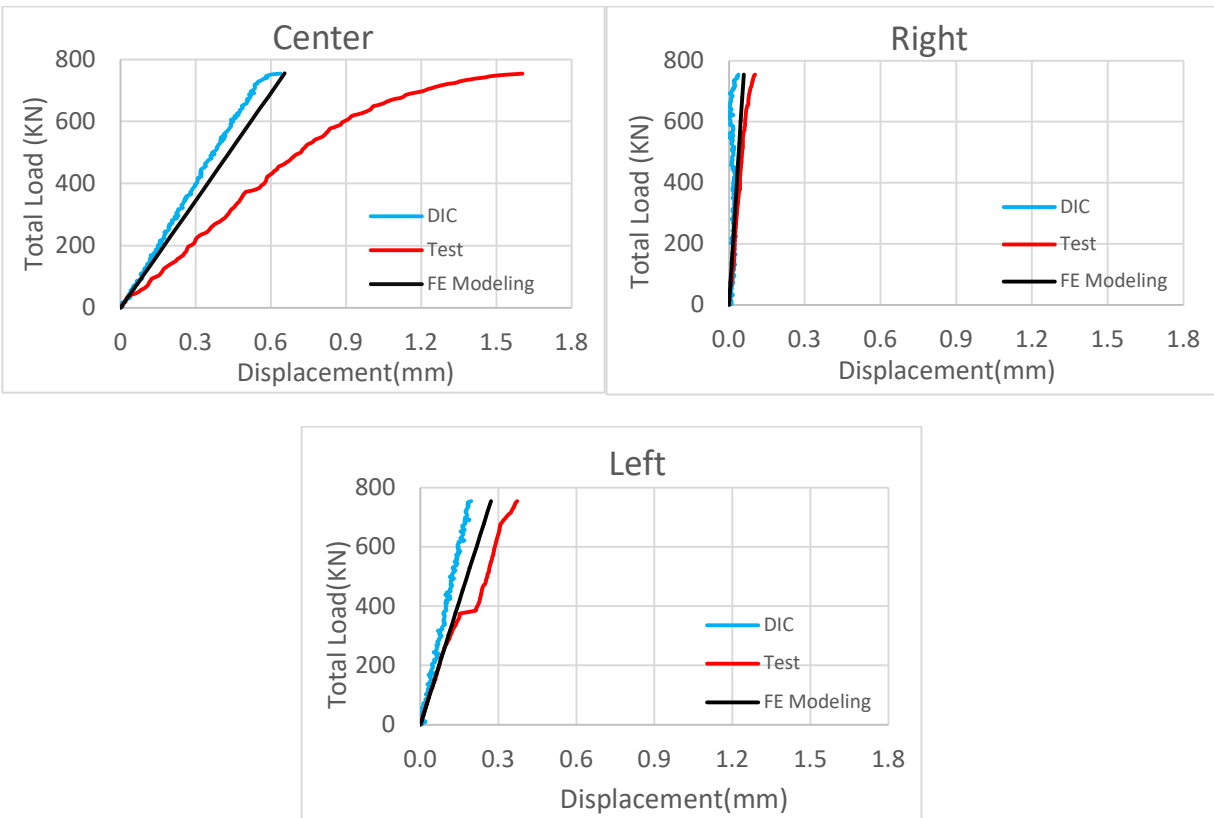 Center
Total Load (KN)
800
600
400
200
0
DIC
Test
FE Modeling
0 0.3 0.6 0.9 1.2 1.5 1.8
Displacement(mm)
Right
Total Load (KN)
800
600
400
200
0
DIC
Test
FE Modeling
0.0 0.3 0.6 0.9 1.2 1.5 1.8
Displacement(mm)
Left
Total Load(KN)
800
600
400
200
0
DIC
Test
FE Modeling
0.0 0.3 0.6 0.9 1.2 1.5 1.8
Displacement(mm)